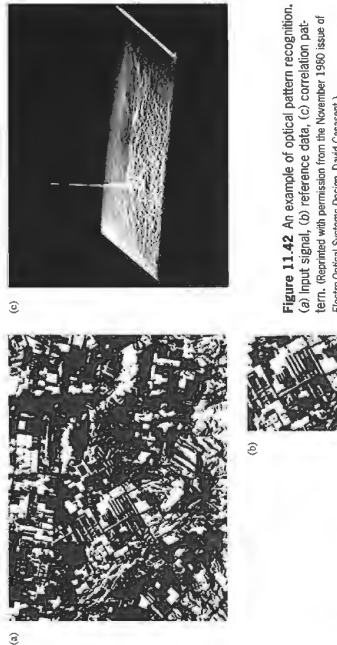 (a)
(b)
(c)
Figure 11.42 An example of optical pattern recognition.
(a) Input signal, (b) reference data, (c) correlation pat-
tern. (Reprinted with permission from the November 1980 issue of
Electro-Optical Systems Design. David Casasent.)